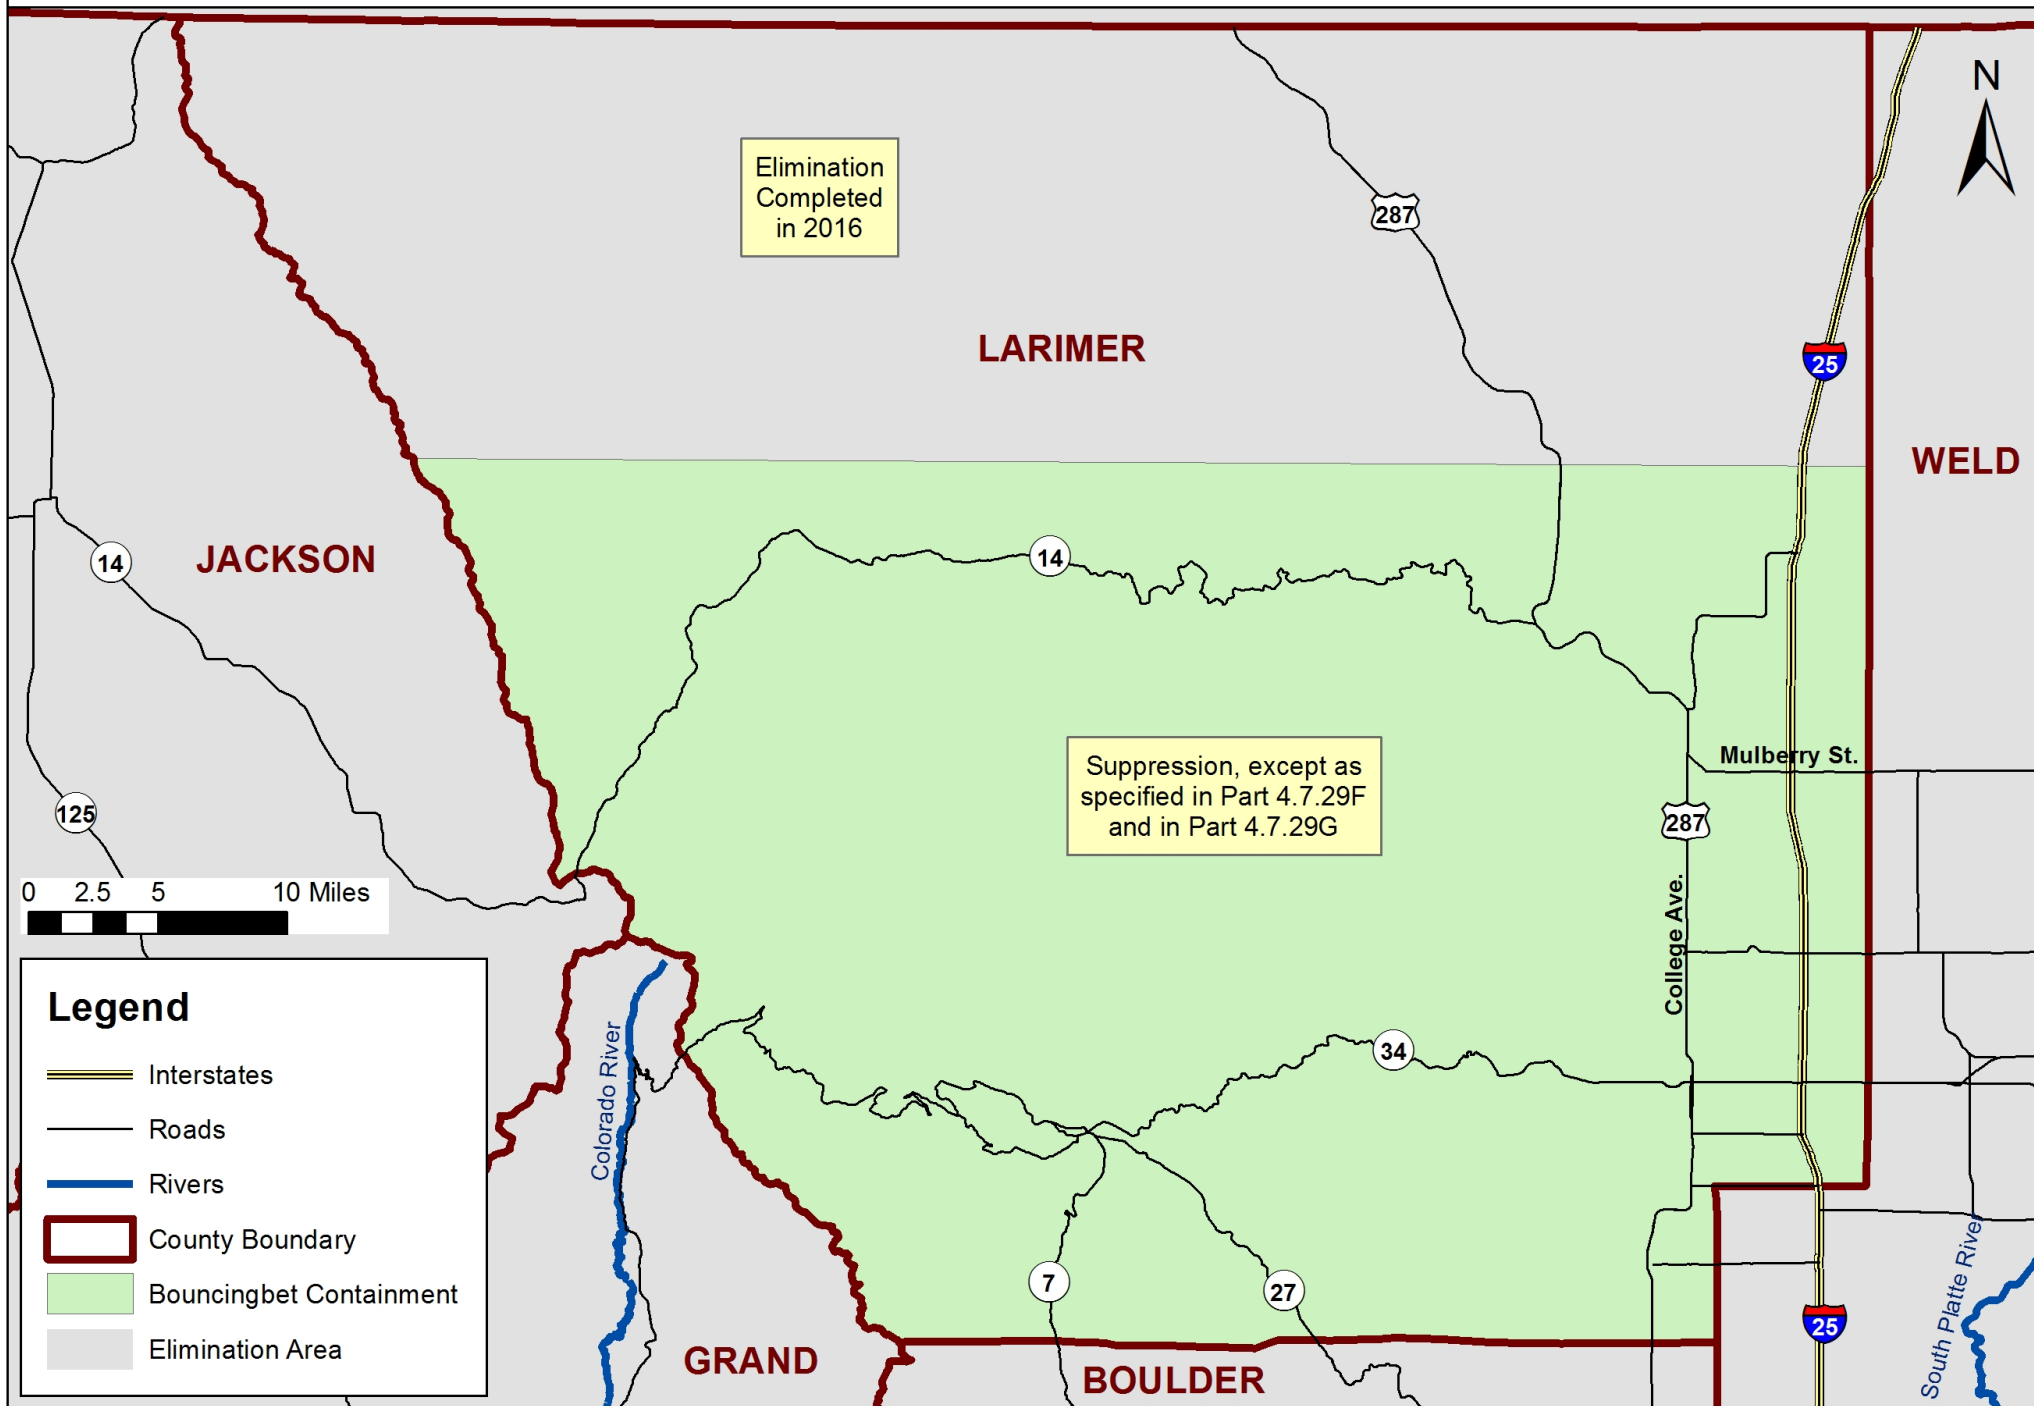 N
Elimination
Completed
in 2016
287
LARIMER
25
WELD
JACKSON
14
14
Mulberry St.
Suppression, except as
specified in Part 4.7.29F
and in Part 4.7.29G
125
287
College Ave.
0 2.5 5 10 Miles
34
Colorado River
Legend
Interstates
Roads
Rivers
County Boundary
Bouncingbet Containment
Elimination Area
7
27
25
South Platte River
GRAND
BOULDER